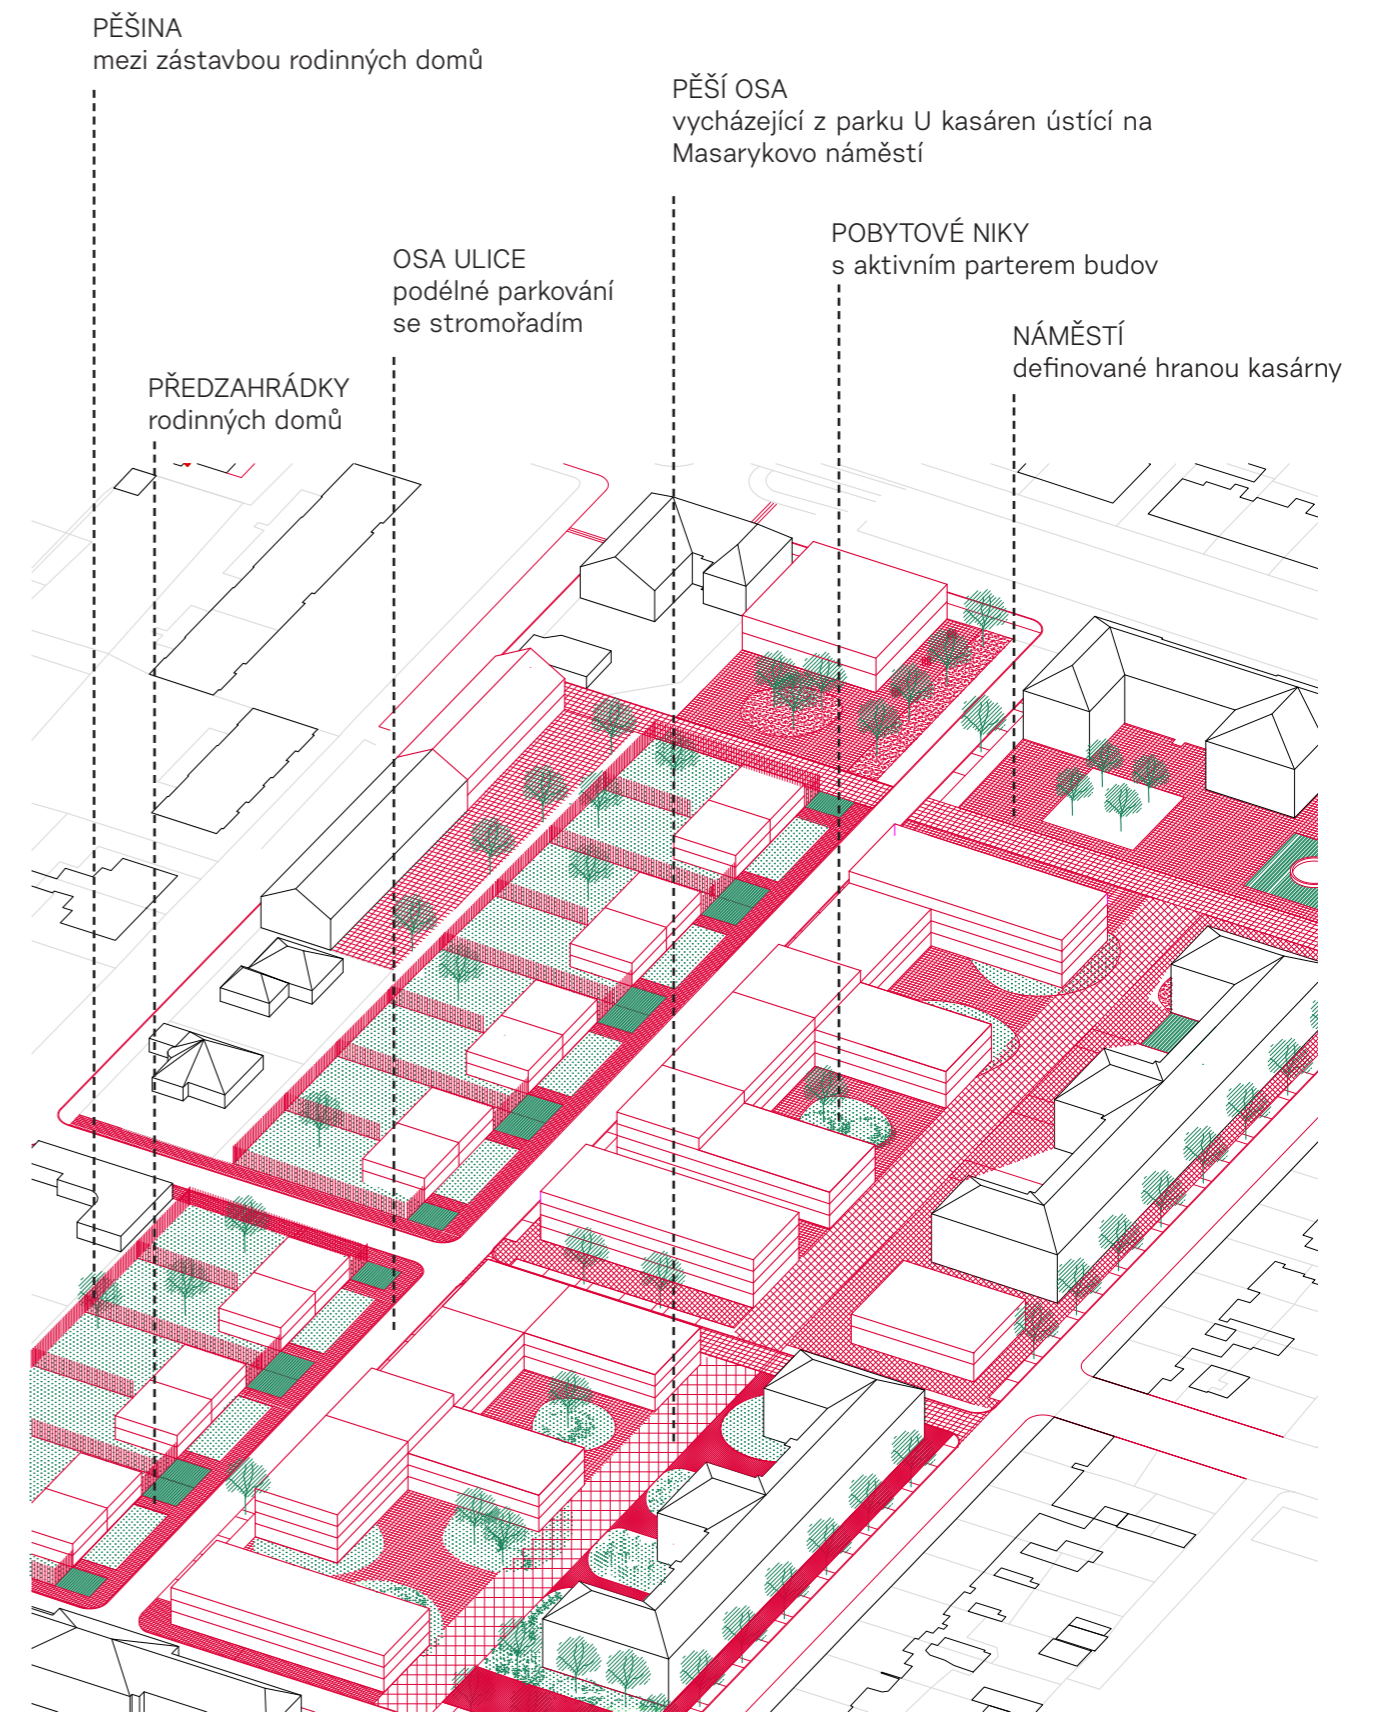 PĚŠINA
mezi zástavbou rodinných domů
PĚŠÍ OSA
vycházející z parku U kasáren ústící na
Masarykovo náměstí
POBYTOVÉ NIKY
s aktivním parterem budov
OSA ULICE
podélné parkování
se stromořadím
NÁMĚSTÍ
definované hranou kasárny
PŘEDZAHRÁDKY
rodinných domů